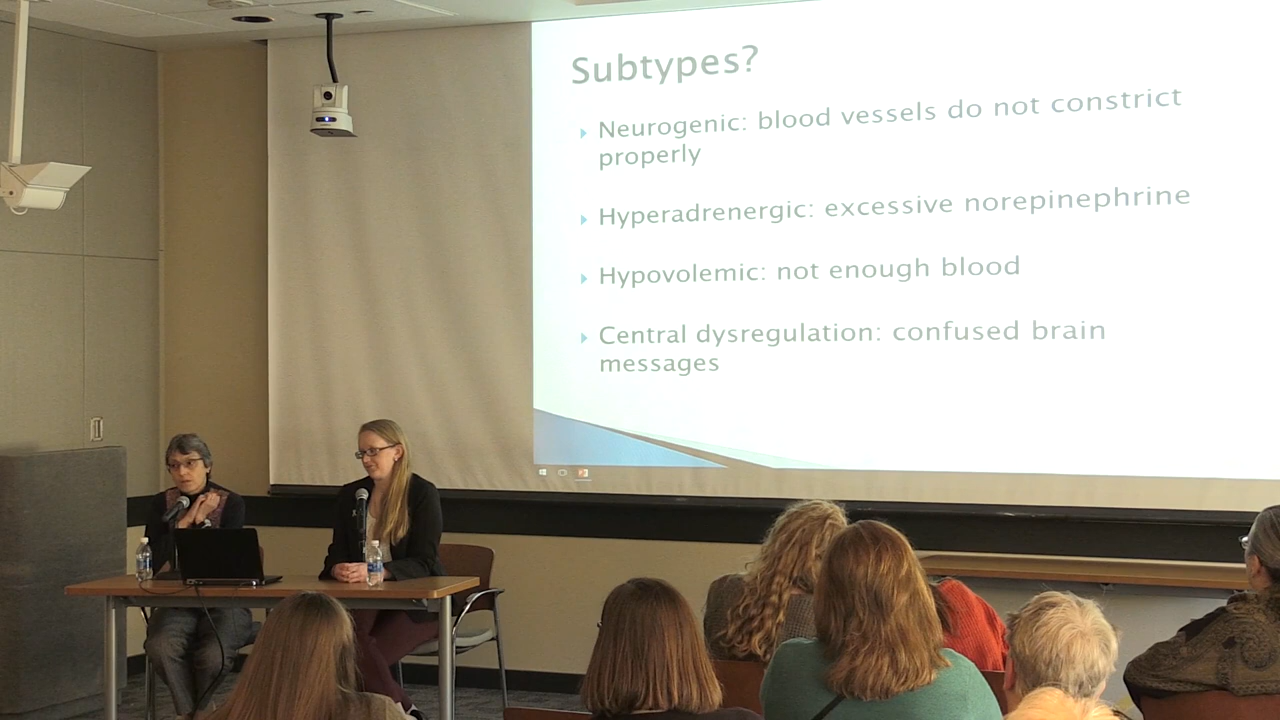 Subtypes?
Neurogenic: blood vessels do not constrict
properly
Hyperadrenergic: excessive norepinephrine
Hypovolemic: not enough blood
Central dysregulation: confused brain
messages